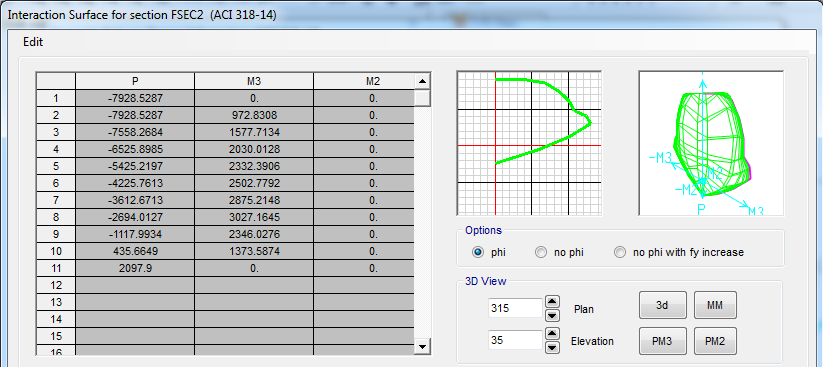 Interaction Surface for section FSEC2 (ACI 318-14)
Edit
P M3 M2
1 -7928.5287 0. 0.
2 -7928.5287 972.8308 0.
3 -7558.2684 1577.7134 0.
4 -6525.8985 2030.0128 0.
5 -5425.2197 2332.3906 0.
6 -4225.7613 2502.7792 0.
7 -3612.6713 2875.2148 0.
8 -2694.0127 3027.1645 0.
9 -1117.9934 2346.0276 0.
10 435.6649 1373.5874 0.
11 2097.9 0. 0.
12
13
14
15
16
-M3
M2
-M2
P
M3
Options
phi no phi no phi with fy increase
3D View
315 Plan 3d MM
35 Elevation PM3 PM2